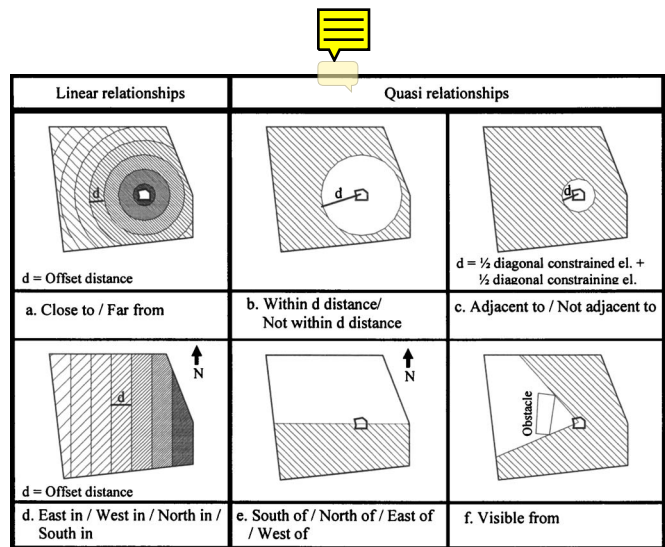 Linear relationships
Quasi relationships
d
d = Offset distance
d
d
d = ½ diagonal constrained el. +
½ diagonal constraining el.
a. Close to / Far from
b. Within d distance/
Not within d distance
c. Adjacent to / Not adjacent to
d
N
d = Offset distance
N
Obstacle
d. East in / West in / North in /
South in
e. South of / North of / East of
/ West of
f. Visible from